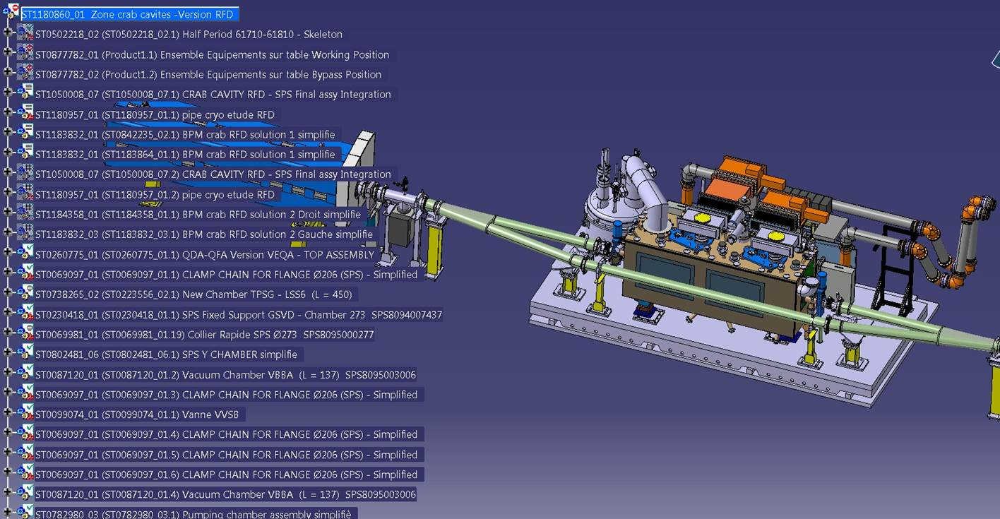 ST1180860_01 Zone crab cavites -Version RFD
ST0502218_02 (ST0502218_02.1) Half Period 61710-61810 - Skeleton
ST0877782_01 (Product1.1) Ensemble Equipements sur table Working Position
ST0877782_02 (Product1.2) Ensemble Equipements sur table Bypass Position
ST1050008_07 (ST1050008_07.1) CRAB CAVITY RFD - SPS Final assy Integration
ST1180957_01 (ST1180957_01.1) pipe cryo etude RFD
ST1183832_01 (ST0842235_02.1) BPM crab RFD solution 1 simplifie
ST1183832_01 (ST1183864_01.1) BPM crab RFD solution 1 simplifie
ST1050008_07 (ST1050008_07.2) CRAB CAVITY RFD - SPS Final assy Integration
ST1180957_01 (ST1180957_01.2) pipe cryo etude RFD
ST1184358_01 (ST1184358_01.1) BPM crab RFD solution 2 Droit simplifie
ST1183832_03 (ST1183832_03.1) BPM crab RFD solution 2 Gauche simplifie
ST0260775_01 (ST0260775_01.1) QDA-QFA Version VEQA - TOP ASSEMBLY
ST0069097_01 (ST0069097_01.1) CLAMP CHAIN FOR FLANGE Ø206 (SPS) - Simplified
ST0738265_02 (ST0223556_02.1) New Chamber TPSG - LSS6 (L = 450)
ST0230418_01 (ST0230418_01.1) SPS Fixed Support GSVD - Chamber 273 SPS8094007437
ST0069981_01 (ST0069981_01.19) Collier Rapide SPS Ø273 SPS8095000277
ST0802481_06 (ST0802481_06.1) SPS Y CHAMBER simplifie
ST0087120_01 (ST0087120_01.2) Vacuum Chamber VBBA (L = 137) SPS8095003006
ST0069097_01 (ST0069097_01.3) CLAMP CHAIN FOR FLANGE Ø206 (SPS) - Simplified
ST0099074_01 (ST0099074_01.1) Vanne VVSB
ST0069097_01 (ST0069097_01.4) CLAMP CHAIN FOR FLANGE Ø206 (SPS) - Simplified
ST0069097_01 (ST0069097_01.5) CLAMP CHAIN FOR FLANGE Ø206 (SPS) - Simplified
ST0069097_01 (ST0069097_01.6) CLAMP CHAIN FOR FLANGE Ø206 (SPS) - Simplified
ST0087120_01 (ST0087120_01.4) Vacuum Chamber VBBA (L = 137) SPS8095003006
ST0782980_03 (ST0782980_03.1) Pumping chamber assembly simplifiè